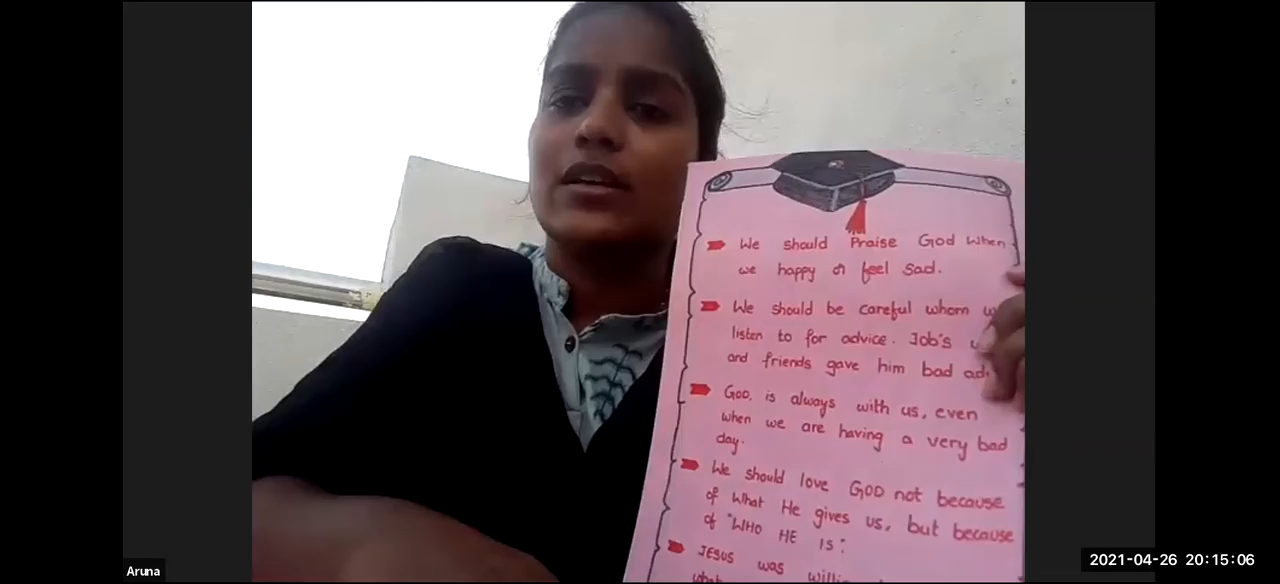 We should Praise God when
we happy or feel sad.
We should be careful whom
listen to for advice. Job's
and friends gave him bad
God, is always with us, even
when we are having a very bad
day.
We should love GOD not because
of what He gives us, but because
of "WHO HE IS".
JESUS was
Aruna
2021-04-26 20:15:06